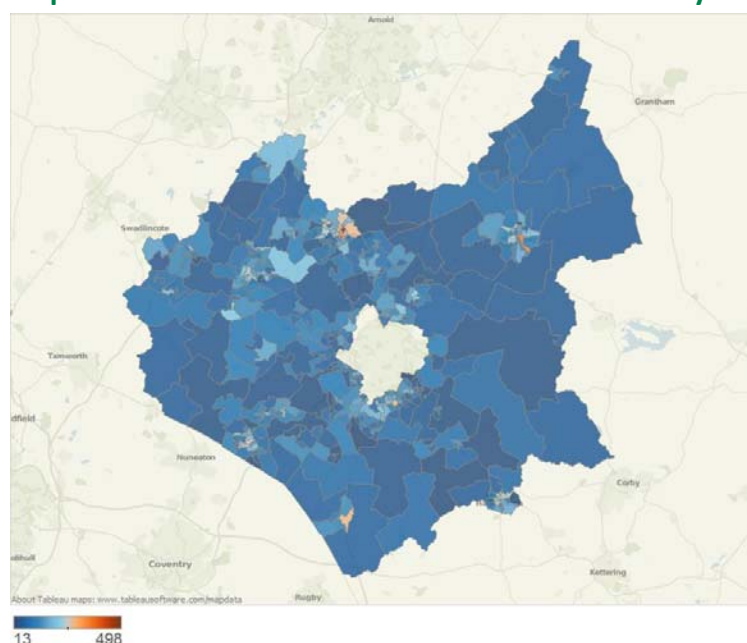 Arnold
Grantham
Swadlincote
Tamworth
dfield
Nuneaton
Corby
Coventry
Kettering
Rugby
About Tableau maps: www.tableausoftware.com/mapdata
13 498